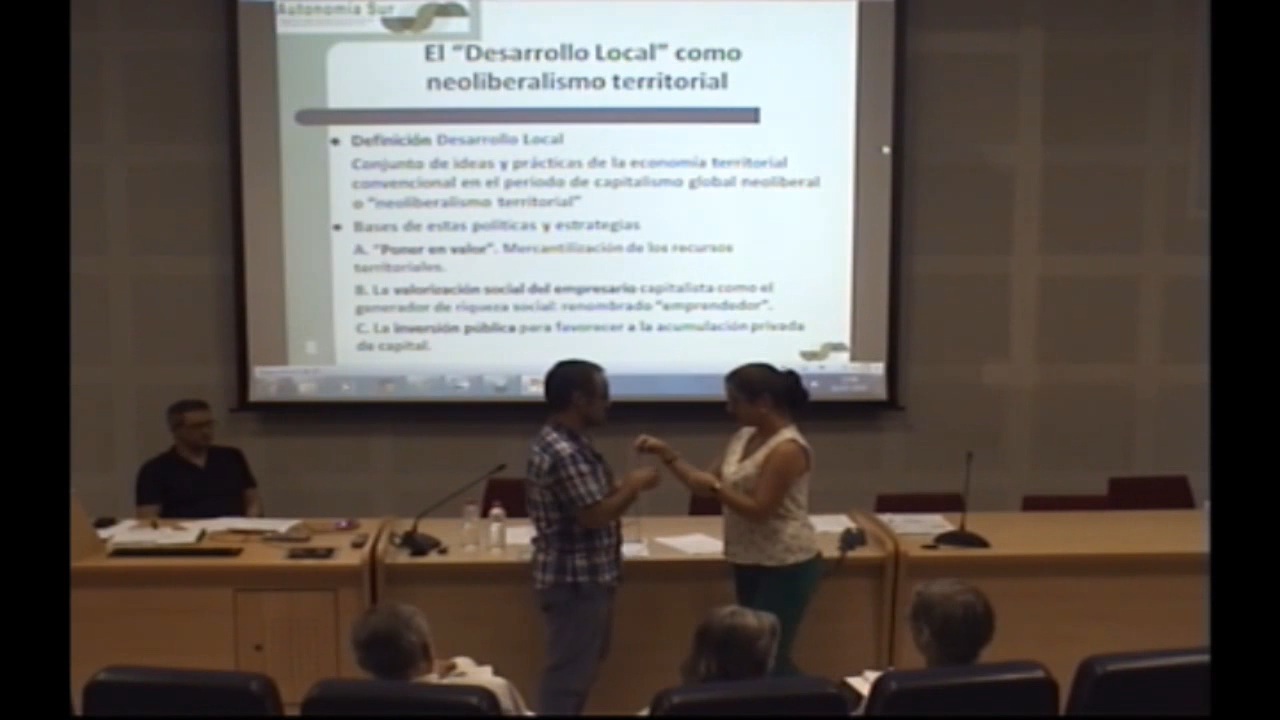 Autonomía Sur
El "Desarrollo Local" como
neoliberalismo territorial
Definición Desarrollo Local
Conjunto de ideas y prácticas de la economía territorial
convencional en el periodo de capitalismo global neoliberal
o "neoliberalismo territorial"
Bases de estas políticas y estrategias
A. "Poner en valor". Mercantilización de los recursos
territoriales.
B. La valorización social del empresario capitalista como el
generador de riqueza social: renombrado "emprendedor".
C. La inversión pública para favorecer a la acumulación privada
de capital.